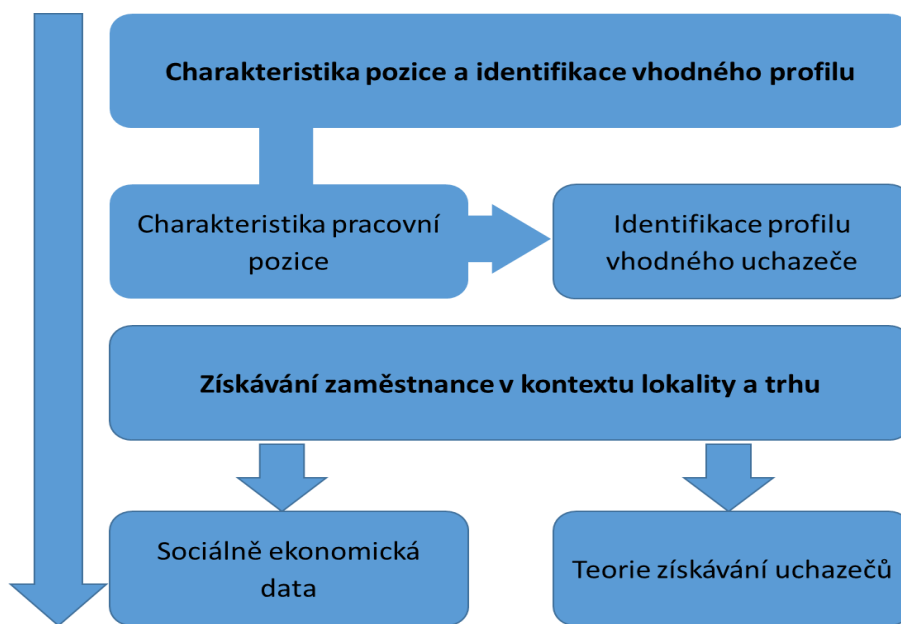 Charakteristika pozice a identifikace vhodného profilu
Charakteristika pracovní
pozice
Identifikace profilu
vhodného uchazeče
Získávání zaměstnance v kontextu lokality a trhu
Sociálně ekonomická
data
Teorie získávání uchazečů